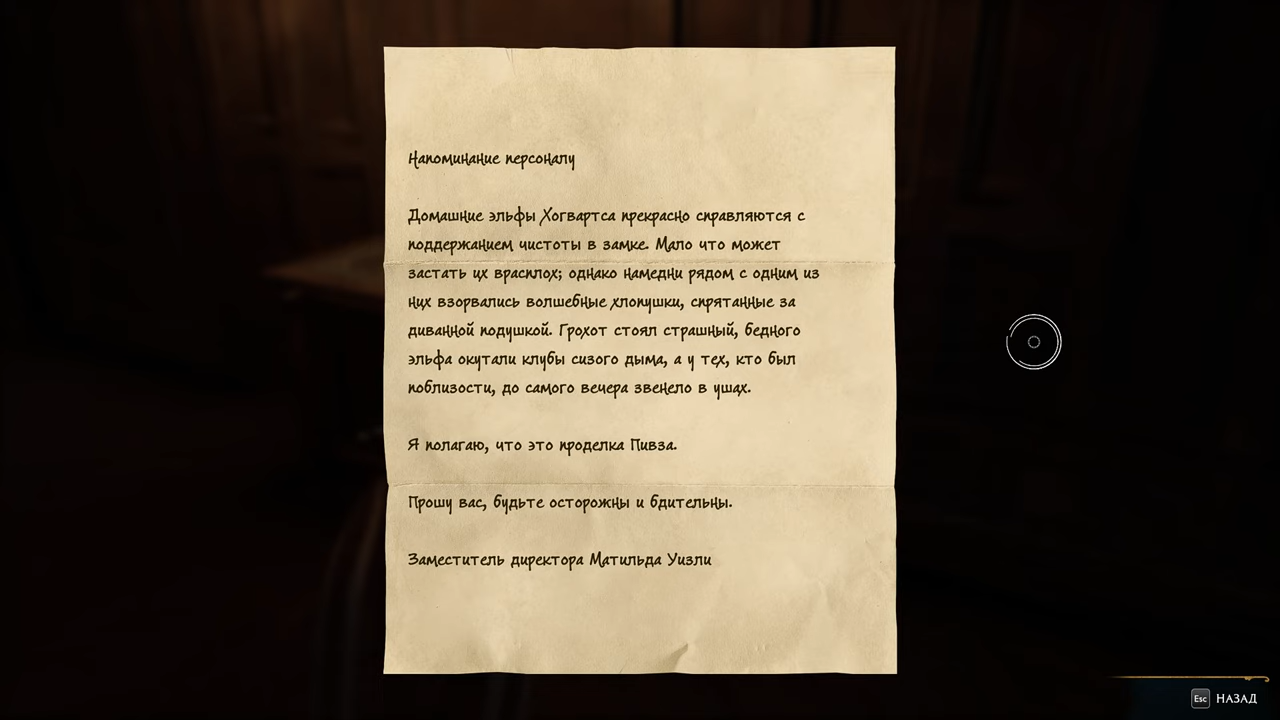 Напоминание персоналу
Домашние эльфы Хогвартса прекрасно справляются с
поддержанием чистоты в замке. Мало что может
застать их врасплох; однако намедни рядом с одним из
них взорвались волшебные хлопушки, спрятанные за
диванной подушкой. Грохот стоял страшный, бедного
эльфа окутали клубы сизого дыма, а у тех, кто был
поблизости, до самого вечера звенело в ушах.
Я полагаю, что это проделка Пивза.
Прошу вас, будьте осторожны и бдительны.
Заместитель директора Матильда Уизли
Esc НАЗАД